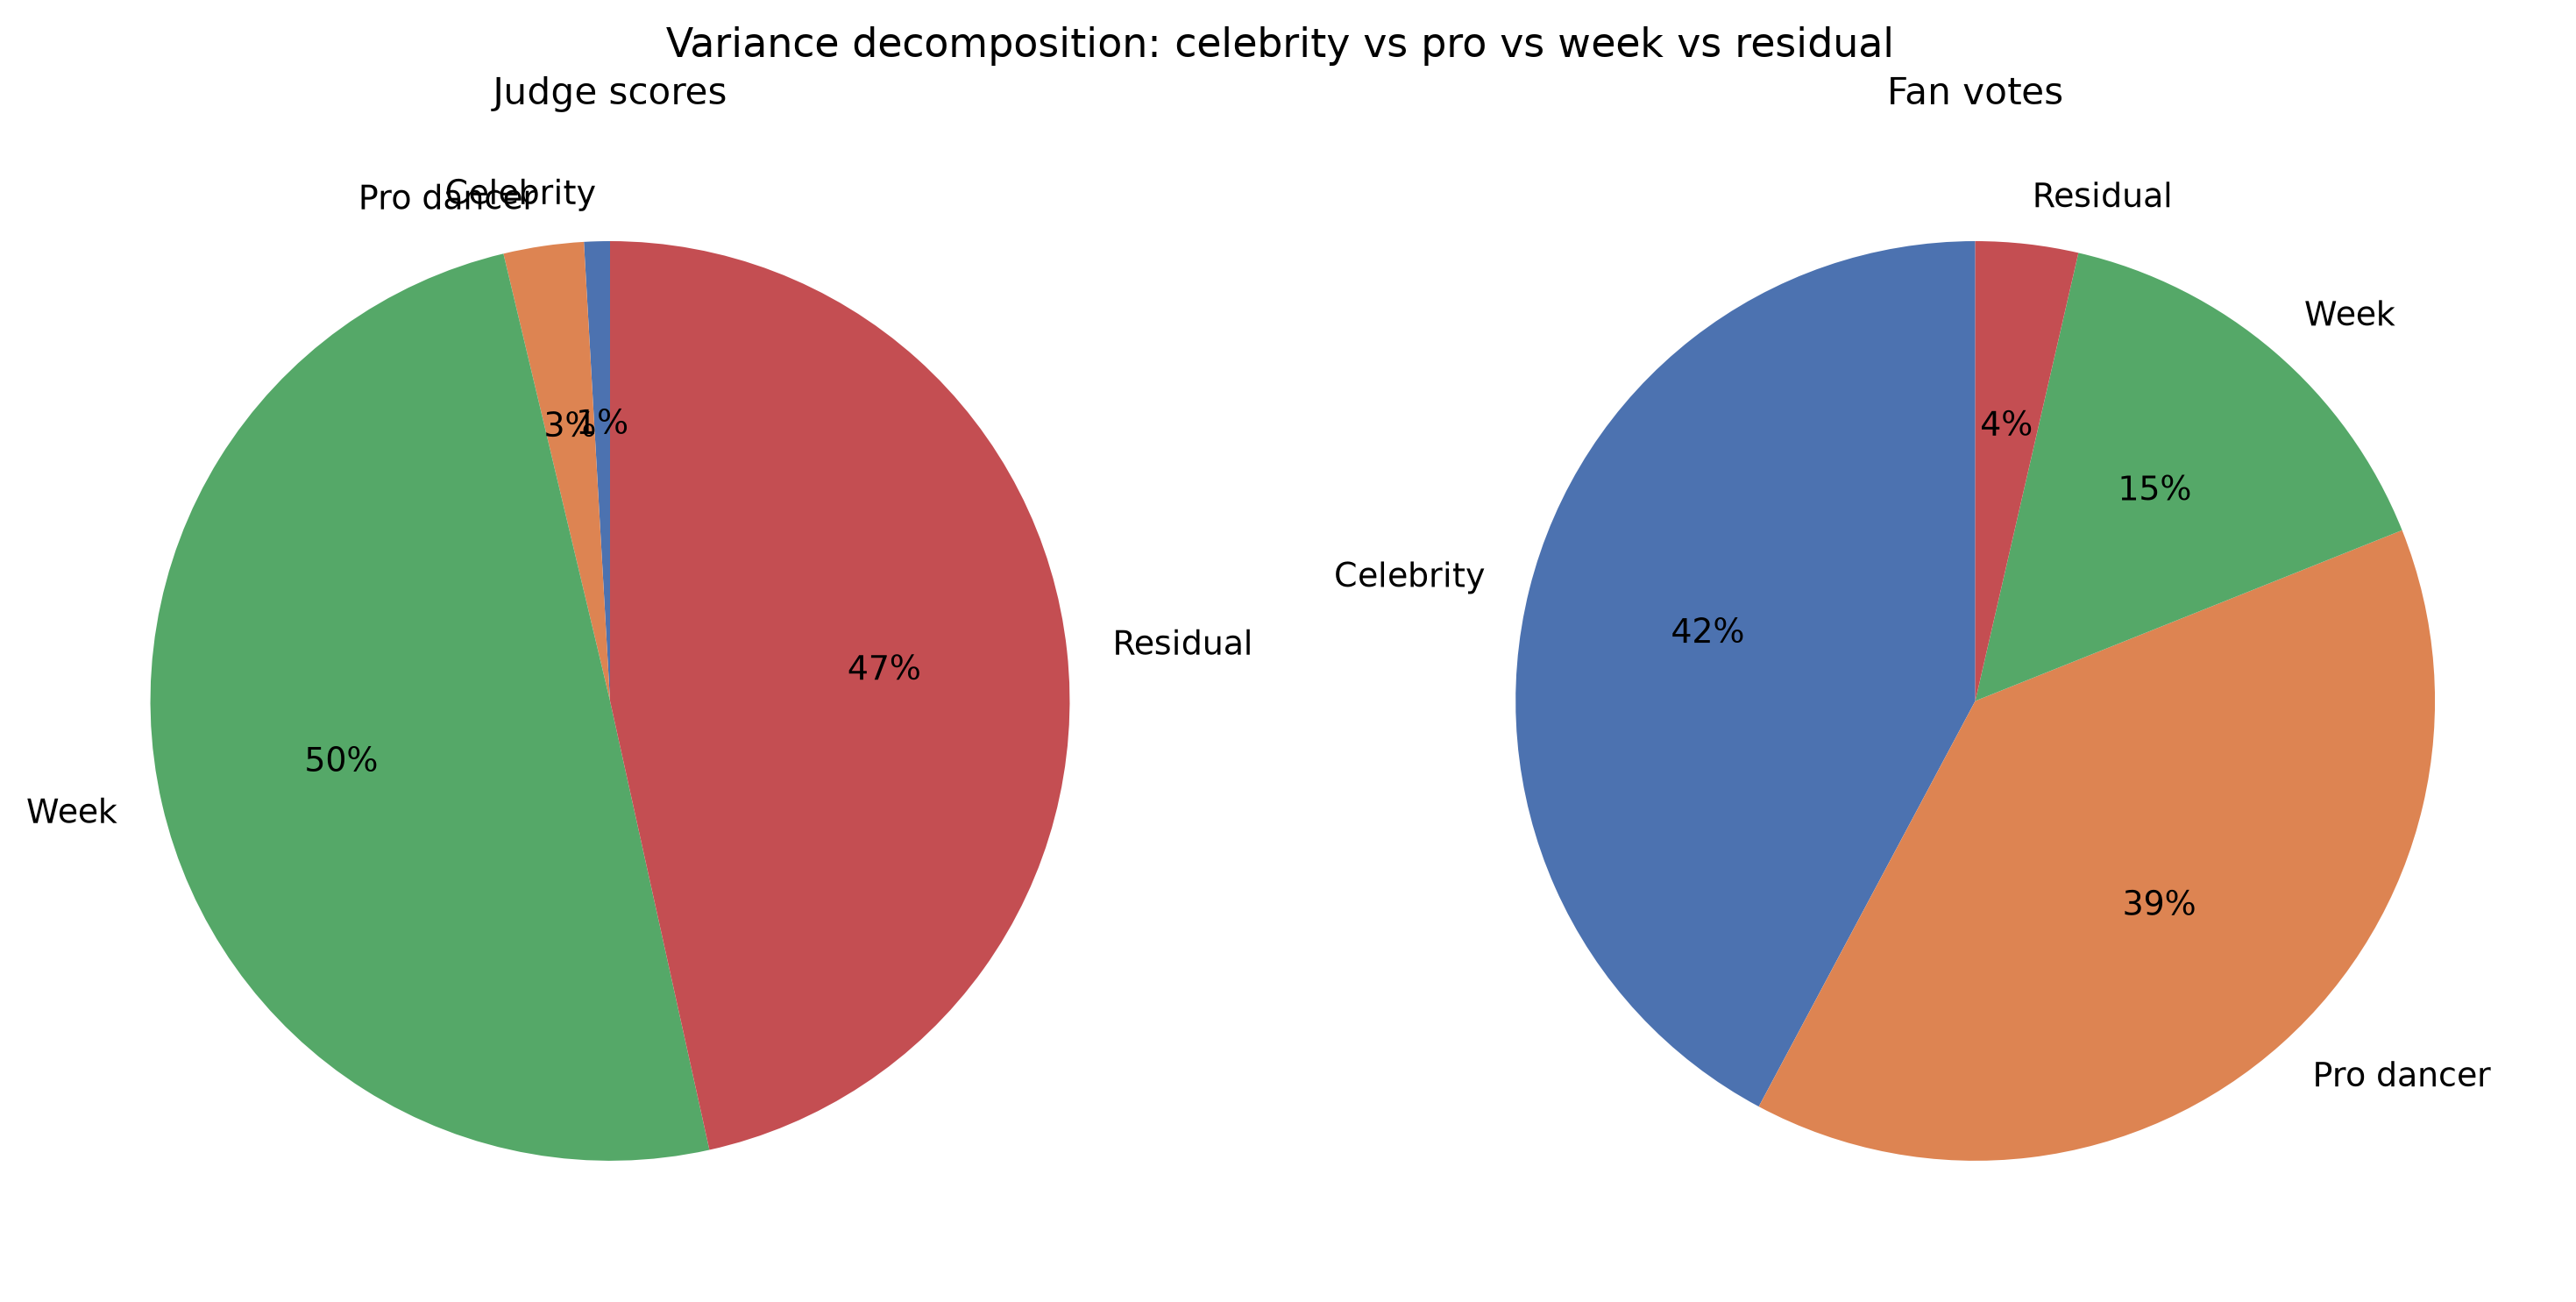 Variance decomposition: celebrity vs pro vs week vs residual
Judge scores
Pro dancer
Celebrity
3%
1%
47%
Residual
50%
Week
Fan votes
Residual
Week
4%
15%
Celebrity
42%
39%
Pro dancer